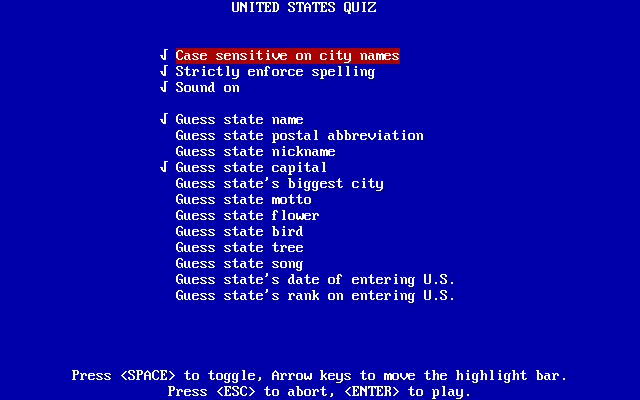 UNITED STATES QUIZ
√ Case sensitive on city names
√ Strictly enforce spelling
√ Sound on
√ Guess state name
Guess state postal abbreviation
Guess state nickname
√ Guess state capital
Guess state's biggest city
Guess state motto
Guess state flower
Guess state bird
Guess state tree
Guess state song
Guess state's date of entering U.S.
Guess state's rank on entering U.S.
Press <SPACE> to toggle, Arrow keys to move the highlight bar.
Press <ESC> to abort, <ENTER> to play.